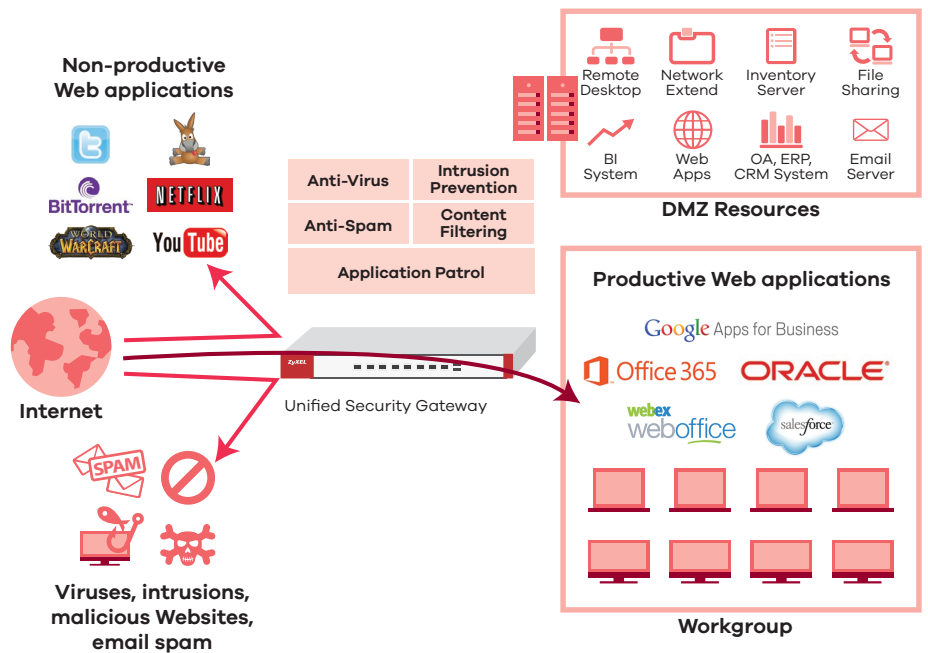 Non-productive
Web applications
BitTorrent
NETFLIX
WORLD
OF
WARCRAFT
YouTube
Internet
SPAM
Viruses, intrusions,
malicious Websites,
email spam
Anti-Virus
Intrusion
Prevention
Anti-Spam
Content
Filtering
Application Patrol
ZyXEL
Unified Security Gateway
Remote
Desktop
Network
Extend
Inventory
Server
File
Sharing
BI
System
Web
Apps
OA, ERP,
CRM System
Email
Server
DMZ Resources
Productive Web applications
Google Apps for Business
Office 365
ORACLE®
webex
weboffice
salesforce
Workgroup